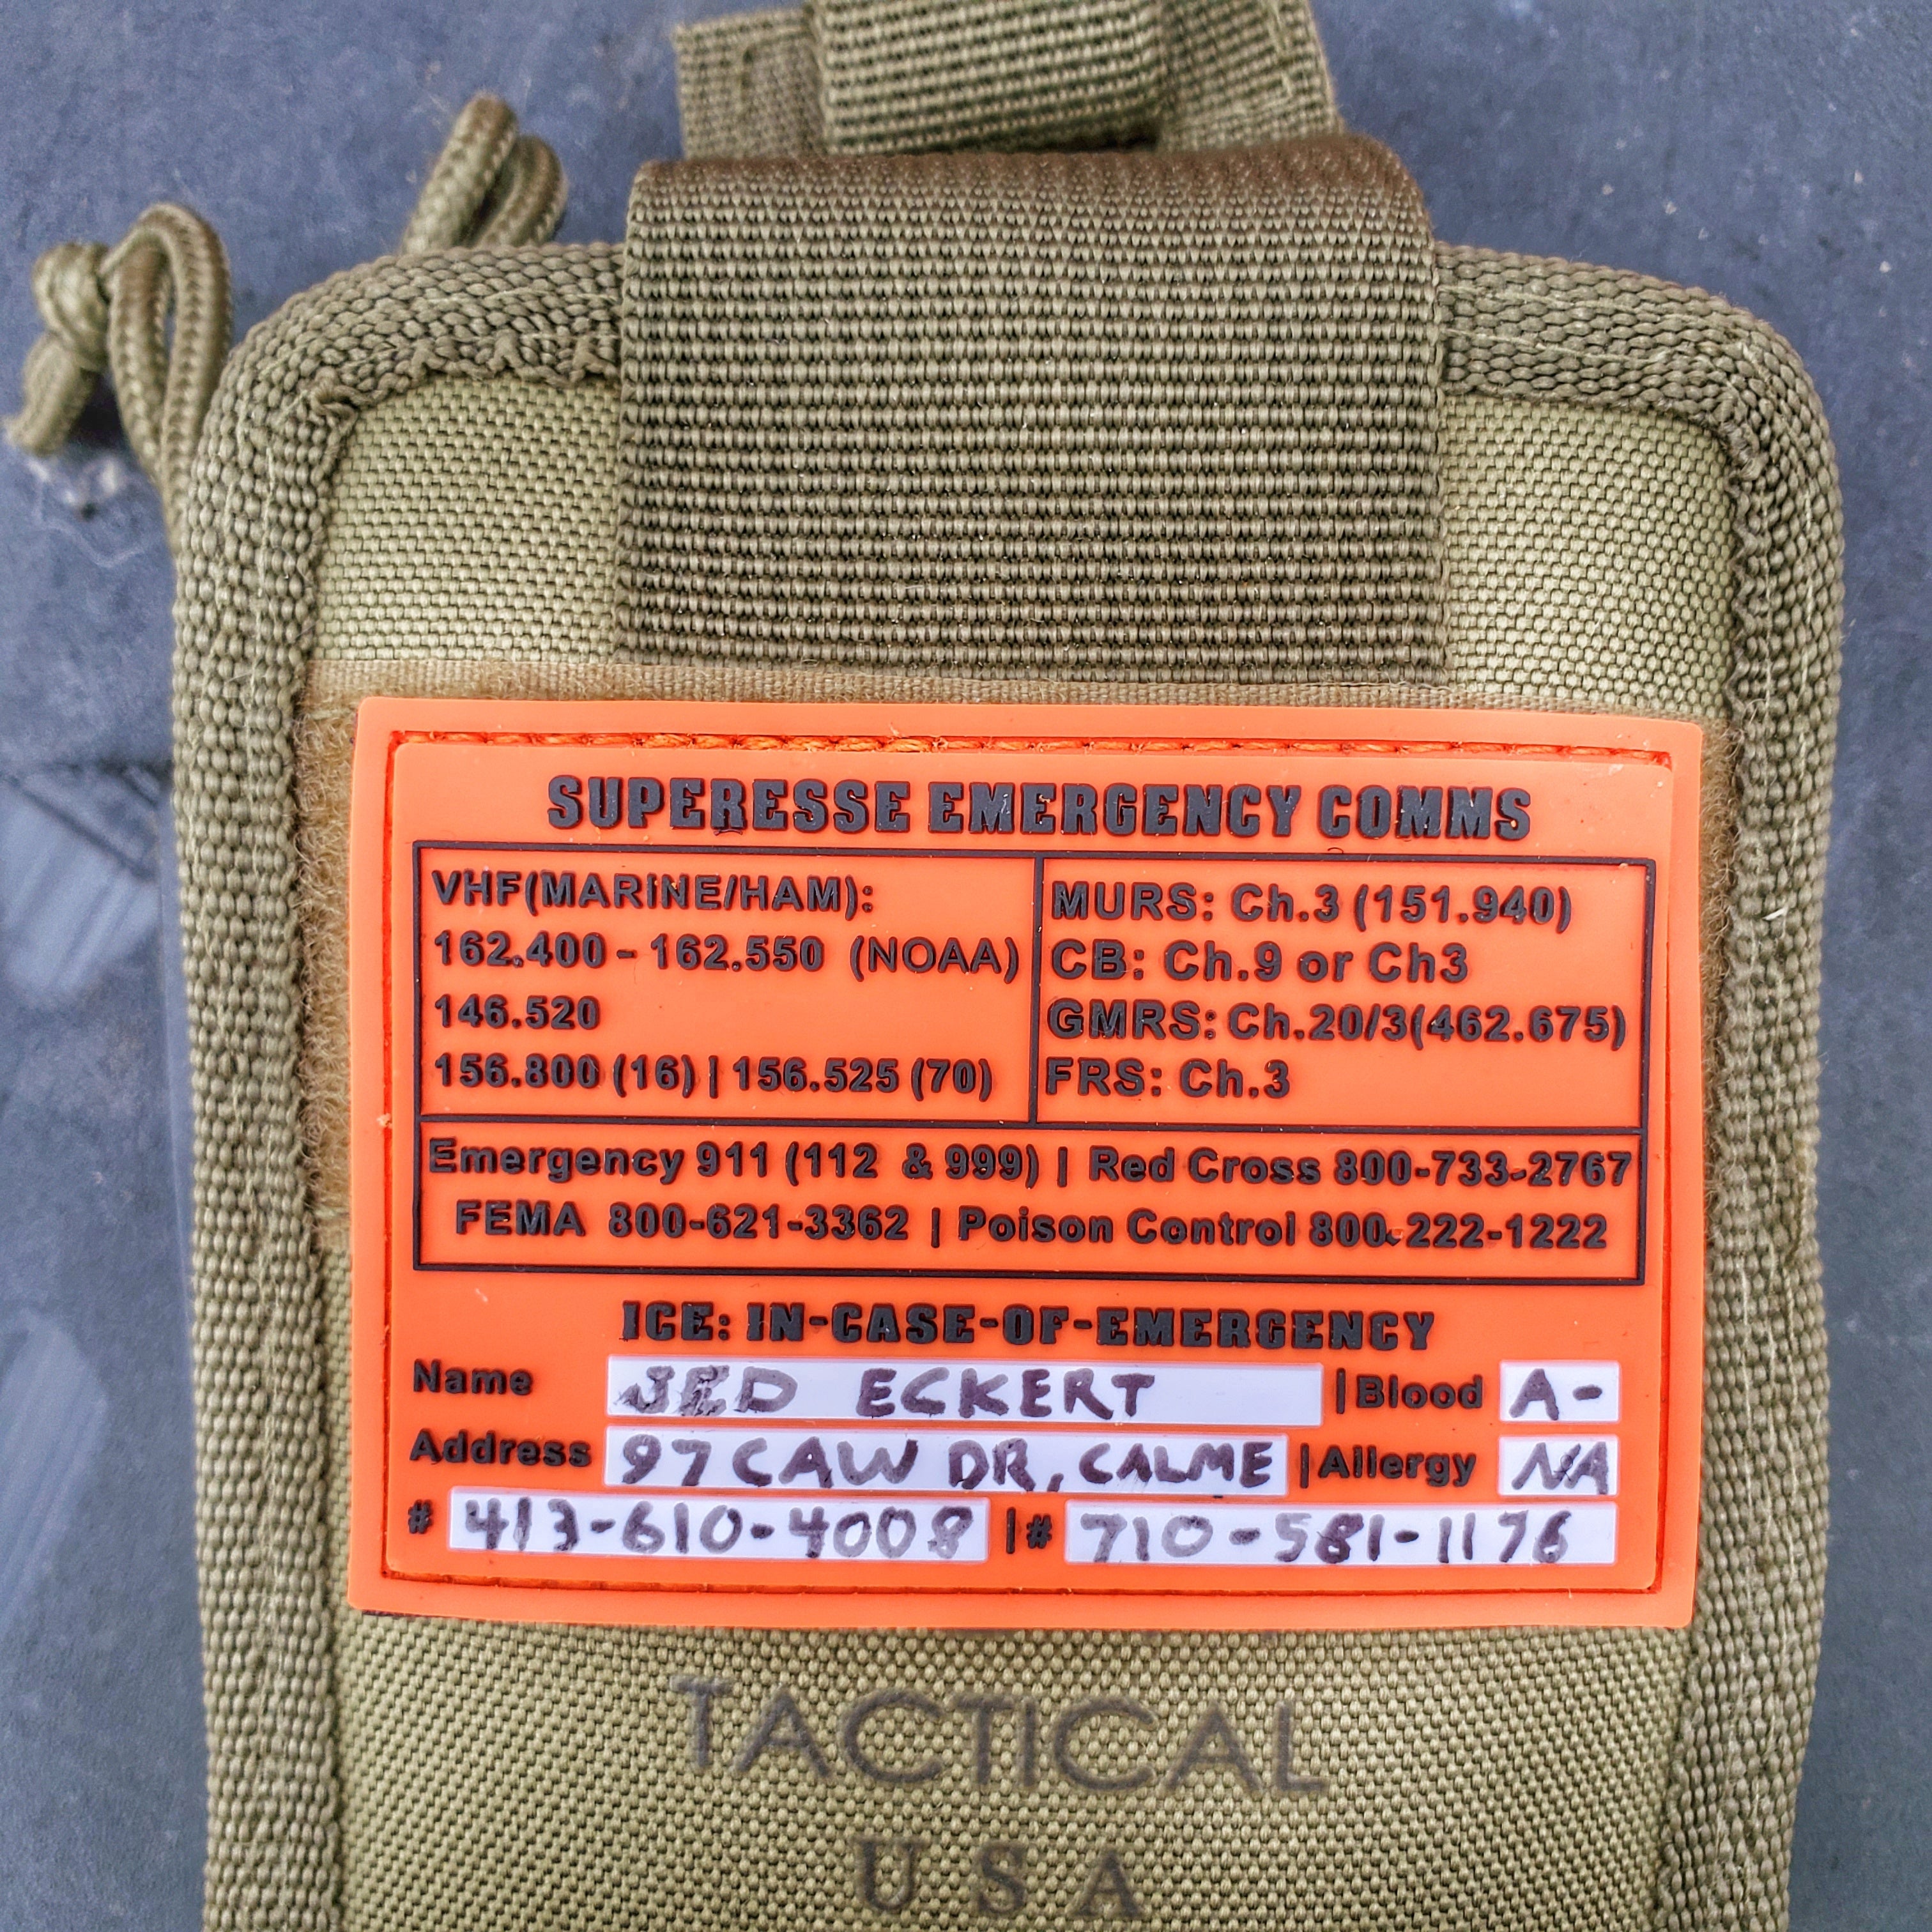 SUPERESSE EMERGENCY COMMS
VHF(MARINE/HAM):
162.400 - 162.550 (NOAA)
146.520
156.800 (16) | 156.525 (70)
MURS: Ch.3 (151.940)
CB: Ch.9 or Ch3
GMRS: Ch.20/3(462.675)
FRS: Ch.3
Emergency 911 (112 & 999) | Red Cross 800-733-2767
FEMA 800-621-3362 | Poison Control 800-222-1222
ICE: IN-CASE-OF-EMERGENCY
Name JED ECKERT | Blood A-
Address 97 CAW DR, CALME | Allergy NA
# 413-610-4008 | # 710-581-1176
TACTICAL
USA